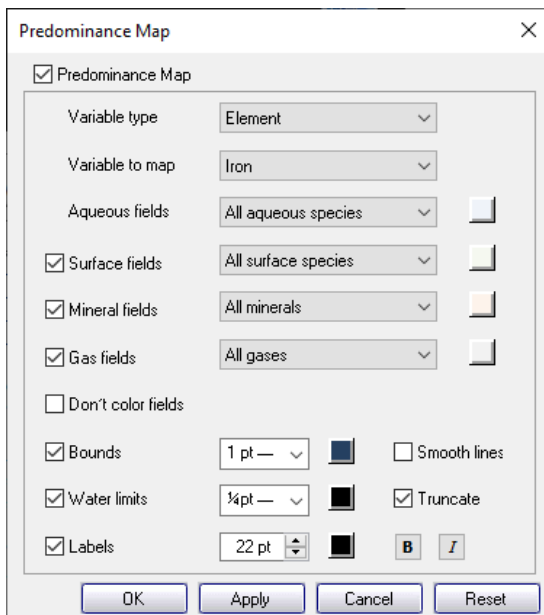 Predominance Map
Predominance Map
Variable type Element
Variable to map Iron
Aqueous fields All aqueous species
Surface fields All surface species
Mineral fields All minerals
Gas fields All gases
Don't color fields
Bounds 1 pt — Smooth lines
Water limits ¼pt — Truncate
Labels 22 pt B I
OK Apply Cancel Reset